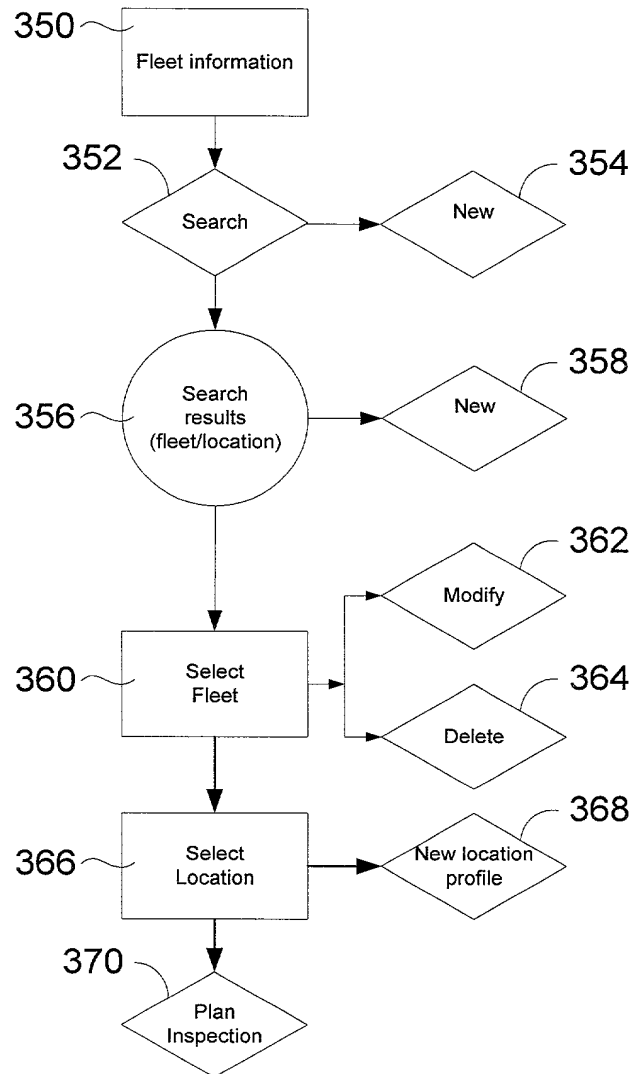 350
Fleet information
352
Search
354
New
356
Search
results
(fleet/location)
358
New
360
Select
Fleet
362
Modify
364
Delete
366
Select
Location
368
New location
profile
370
Plan
Inspection